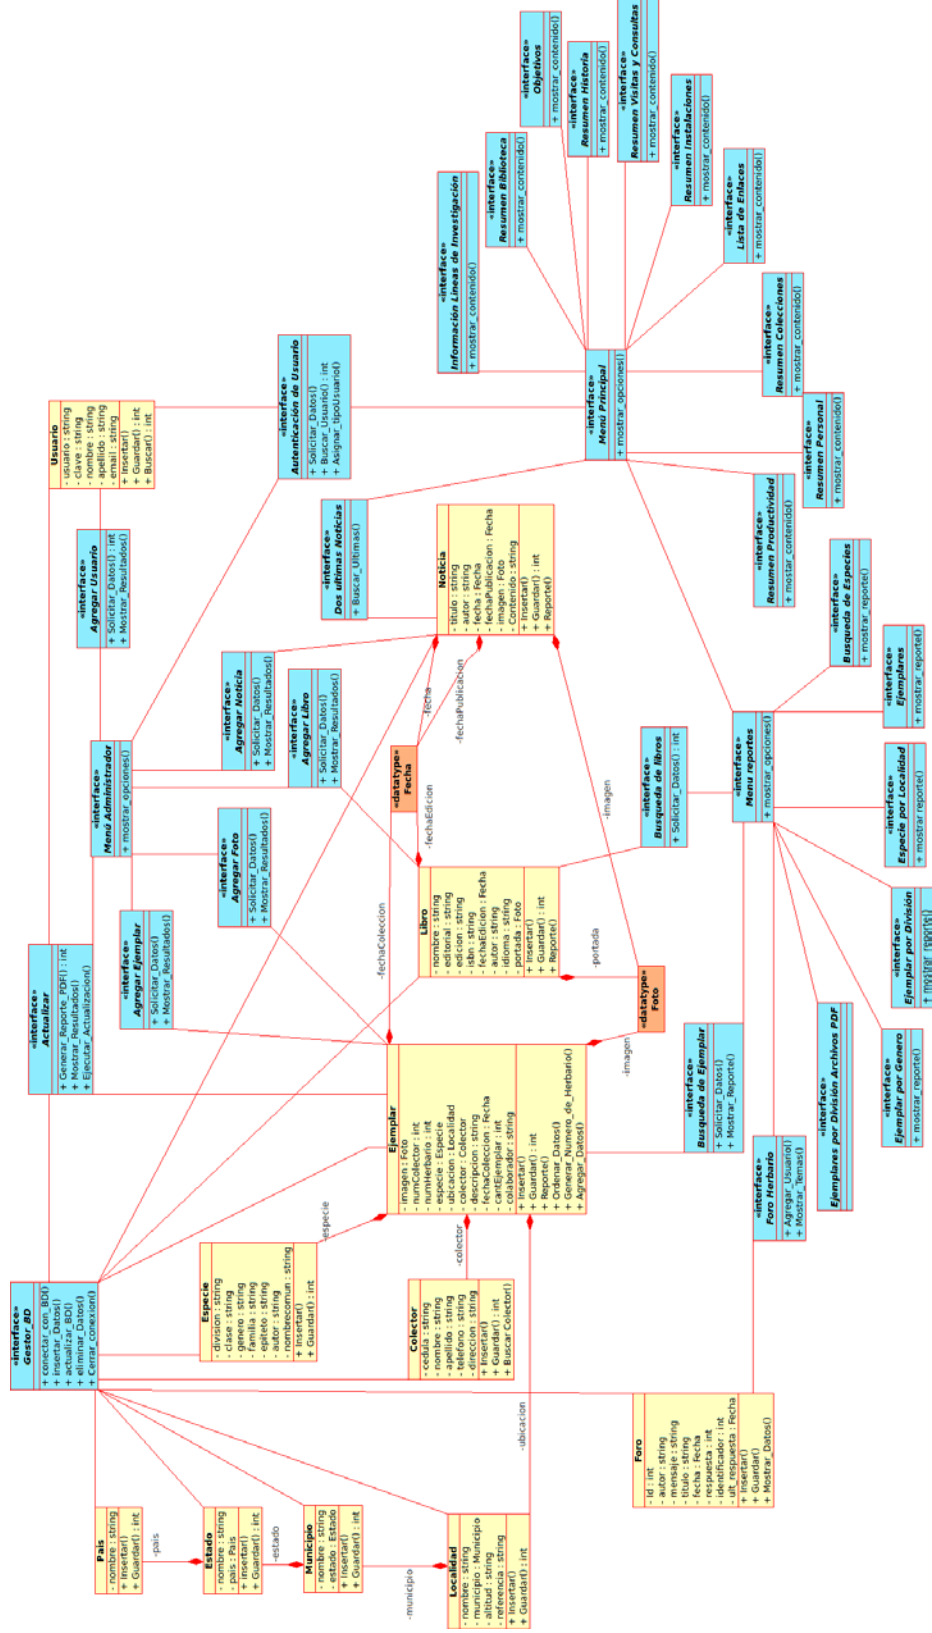 «interface»
Gestor_BD
+ conectar_con_BD()
+ insertar_Datos()
+ actualizar_BD()
+ eliminar_Datos()
+ Cerrar_conexion()
Pais
- nombre : string
+ Insertar()
+ Guardar() : int
-pais
Estado
- nombre : string
- pais : Pais
+ insertar()
+ Guardar() : int
-estado
Municipio
- nombre : string
- estado : Estado
+ Insertar()
+ Guardar() : int
-municipio
Localidad
- nombre : string
- municipio : Municipio
- altitud : string
- referencia : string
+ Insertar()
+ Guardar() : int
-ubicacion
Especie
- division : string
- clase : string
- genero : string
- familia : string
- epiteto : string
- autor : string
- nombrecomun : string
+ Insertar()
+ Guardar() : int
-especie
Colector
- cedula : string
- nombre : string
- apellido : string
- telefono : string
- direccion : string
+ Insertar()
+ Guardar() : int
+ Buscar Colector()
-colector
Foro
- id : int
- autor : string
- mensaje : string
- titulo : string
- fecha : Fecha
- respuesta : int
- identificador : int
- ult_respuesta : Fecha
+ Insertar()
+ Guardar()
+ Mostrar_Datos()
«interface»
Actualizar
+ Generar_Reporte_PDF() : int
+ Mostrar_Resultados()
+ Ejecutar_Actualizacion()
«interface»
Agregar Ejemplar
+ Solicitar_Datos()
+ Mostrar_Resultados()
«interface»
Agregar Foto
+ Solicitar_Datos()
+ Mostrar_Resultados()
-fechaColeccion
Ejemplar
- imagen : Foto
- numColector : int
- numHerbario : int
- especie : Especie
- ubicacion : Localidad
- colector : Colector
- descripcion : string
- fechaColeccion : Fecha
- cantEjemplar : int
- colaborador : string
+ Insertar()
+ Guardar() : int
+ Reporte()
+ Ordenar_Datos()
+ Generar_Numero_de_Herbario()
+ Agregar_Datos()
-imagen
«datatype»
Foto
-portada
Libro
- nombre : string
- editorial : string
- edicion : string
- isbn : string
- fechaEdicion : Fecha
- autor : string
- idioma : string
- portada : Foto
+ Insertar()
+ Guardar() : int
+ Reporte()
-fechaEdicion
«datatype»
Fecha
-fecha
-fechaPublicacion
-imagen
«interface»
Menú Administrador
+ mostrar_opciones()
«interface»
Agregar Usuario
+ Solicitar_Datos() : int
+ Mostrar_Resultados()
«interface»
Agregar Noticia
+ Solicitar_Datos()
+ Mostrar_Resultados()
«interface»
Agregar Libro
+ Solicitar_Datos()
+ Mostrar_Resultados()
Usuario
- usuario : string
- clave : string
- nombre : string
- apellido : string
- email : string
+ Insertar()
+ Guardar() : int
+ Buscar() : int
«interface»
Autenticación de Usuario
+ Solicitar_Datos()
+ Buscar_Usuario() : int
+ Asignar_tipoUsuario()
«interface»
Dos ultimas Noticias
+ Buscar_Ultimas()
Noticia
- titulo : string
- autor : string
- fecha : Fecha
- fechaPublicacion : Fecha
- imagen : Foto
- Contenido : string
+ Insertar()
+ Guardar() : int
+ Reporte()
«interface»
Menú Principal
+ mostrar_opciones()
«interface»
Información Lineas de Investigación
+ mostrar_contenido()
«interface»
Resumen Biblioteca
+ mostrar_contenido()
«interface»
Objetivos
+ mostrar_contenido()
«interface»
Resumen Historia
+ mostrar_contenido()
«interface»
Resumen Visitas y Consultas
+ mostrar_contenido()
«interface»
Resumen Instalaciones
+ mostrar_contenido()
«interface»
Lista de Enlaces
+ mostrar_contenido()
«interface»
Resumen Colecciones
+ mostrar_contenido()
«interface»
Resumen Personal
+ mostrar_contenido()
«interface»
Resumen Productividad
+ mostar_contenido()
«interface»
Menu reportes
+ mostrar_opciones()
«interface»
Busqueda de libros
+ Solicitar_Datos() : int
«interface»
Busqueda de Ejemplar
+ Solicitar_Datos()
+ Mostrar_Reporte()
«interface»
Foro Herbario
+ Agregar_Usuario()
+ Mostrar_Temas()
«interface»
Ejemplares por División Archivos PDF
«interface»
Ejemplar por Genero
+ mostrar_reporte()
«interface»
Ejemplar por División
+ mostrar_reporte()
«interface»
Especie por Localidad
+ mostrar reporte()
«interface»
Ejemplares
+ mostrar_reporte()
«interface»
Busqueda de Especies
+ mostrar_reporte()